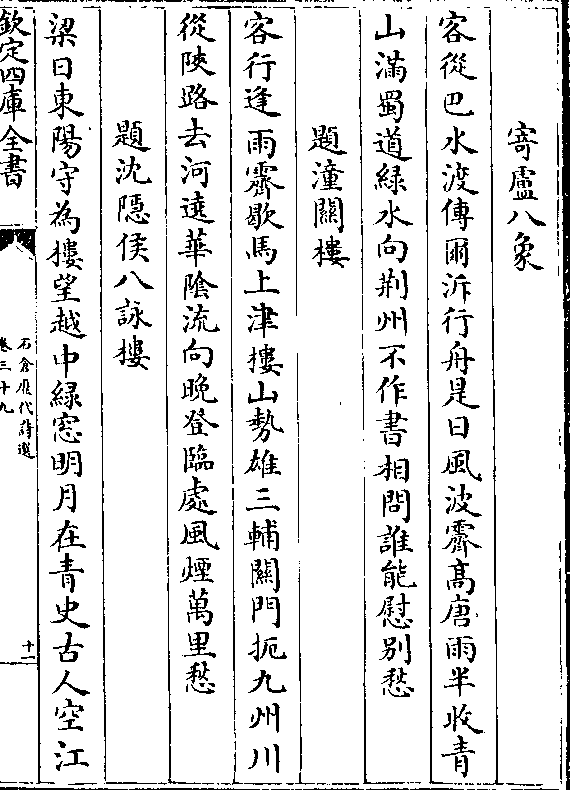 寄盧八象
客從巴水渡傳爾泝行舟是日風波霽高唐雨半收青
山滿蜀道綠水向荆州不作書相問誰能慰別愁
題潼關樓
客行逢雨霽歇馬上津樓山勢雄三輔關門扼九州川
從陜路去河遶華隂流向晚登臨處風煙萬里愁
題沈隠侯八詠樓
梁日東陽守為樓望越中緑窓明月在青史古人空江
欽定四庫全書
石倉歷代詩選
卷三十九
十二